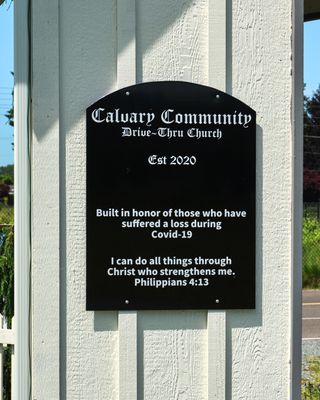 Calvary Community
Drive-Thru Church
Est 2020
Built in honor of those who have
suffered a loss during
Covid-19
I can do all things through
Christ who strengthens me.
Philippians 4:13